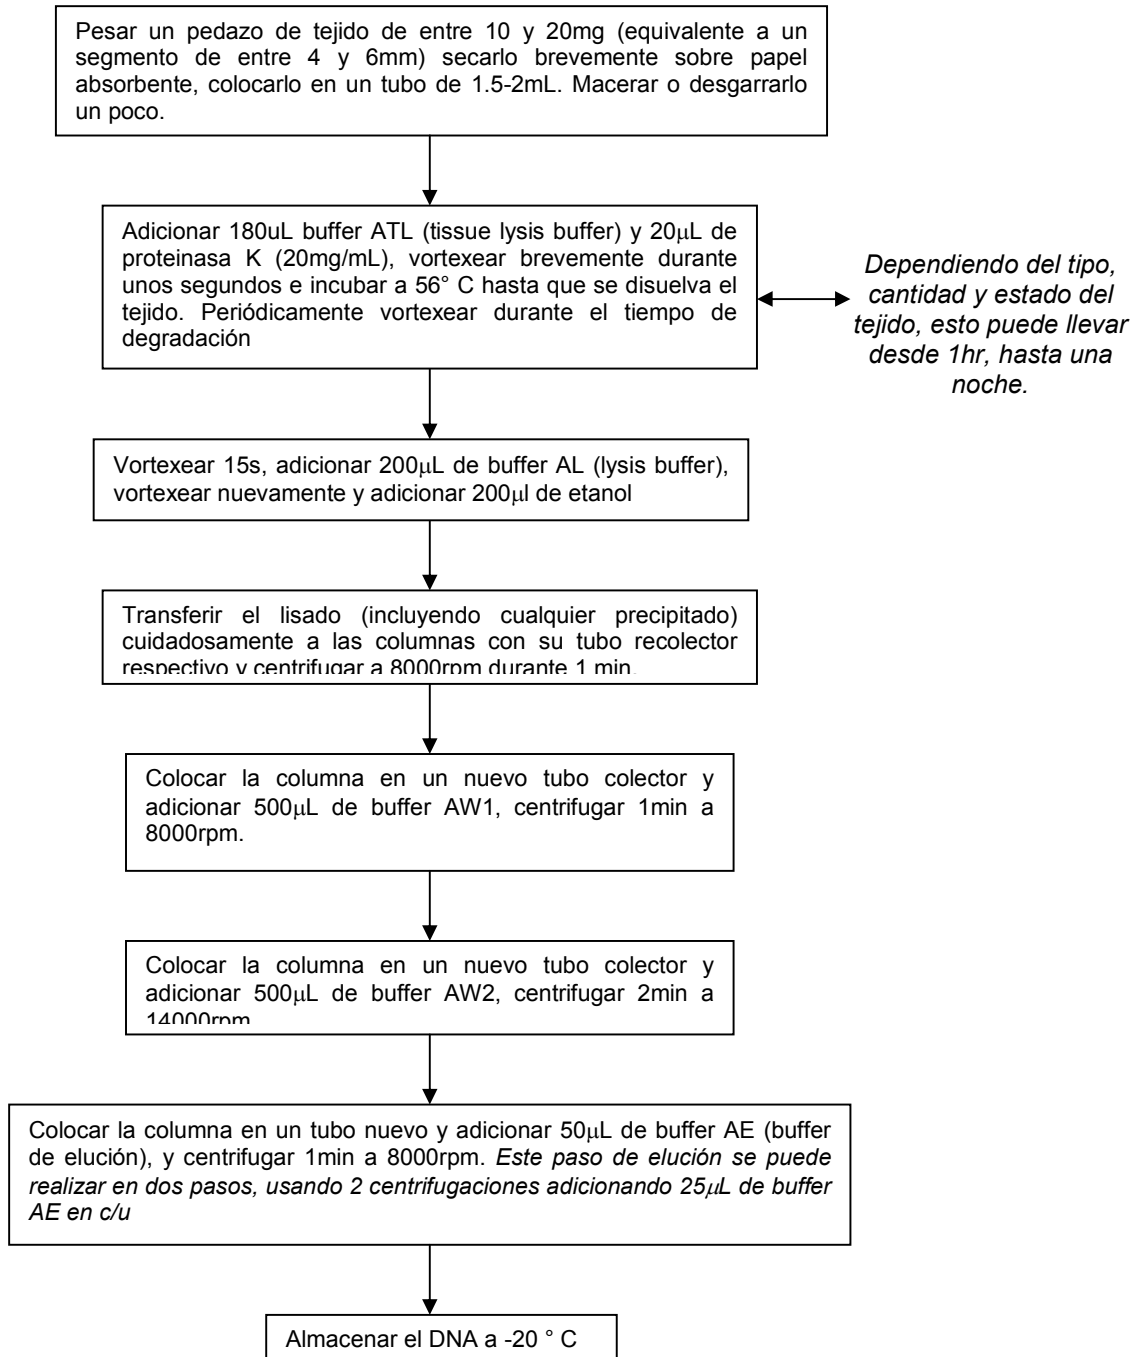 Pesar un pedazo de tejido de entre 10 y 20mg (equivalente a un
segmento de entre 4 y 6mm) secarlo brevemente sobre papel
absorbente, colocarlo en un tubo de 1.5-2mL. Macerar o desgarrarlo
un poco.
Adicionar 180uL buffer ATL (tissue lysis buffer) y 20μL de
proteinasa K (20mg/mL), vortexear brevemente durante
unos segundos e incubar a 56° C hasta que se disuelva el
tejido. Periódicamente vortexear durante el tiempo de
degradación
Dependiendo del tipo,
cantidad y estado del
tejido, esto puede llevar
desde 1hr, hasta una
noche.
Vortexear 15s, adicionar 200μL de buffer AL (lysis buffer),
vortexear nuevamente y adicionar 200μl de etanol
Transferir el lisado (incluyendo cualquier precipitado)
cuidadosamente a las columnas con su tubo recolector
respectivo y centrifugar a 8000rpm durante 1 min.
Colocar la columna en un nuevo tubo colector y
adicionar 500μL de buffer AW1, centrifugar 1min a
8000rpm.
Colocar la columna en un nuevo tubo colector y
adicionar 500μL de buffer AW2, centrifugar 2min a
14000rpm
Colocar la columna en un tubo nuevo y adicionar 50μL de buffer AE (buffer
de elución), y centrifugar 1min a 8000rpm. Este paso de elución se puede
realizar en dos pasos, usando 2 centrifugaciones adicionando 25μL de buffer
AE en c/u
Almacenar el DNA a -20 ° C